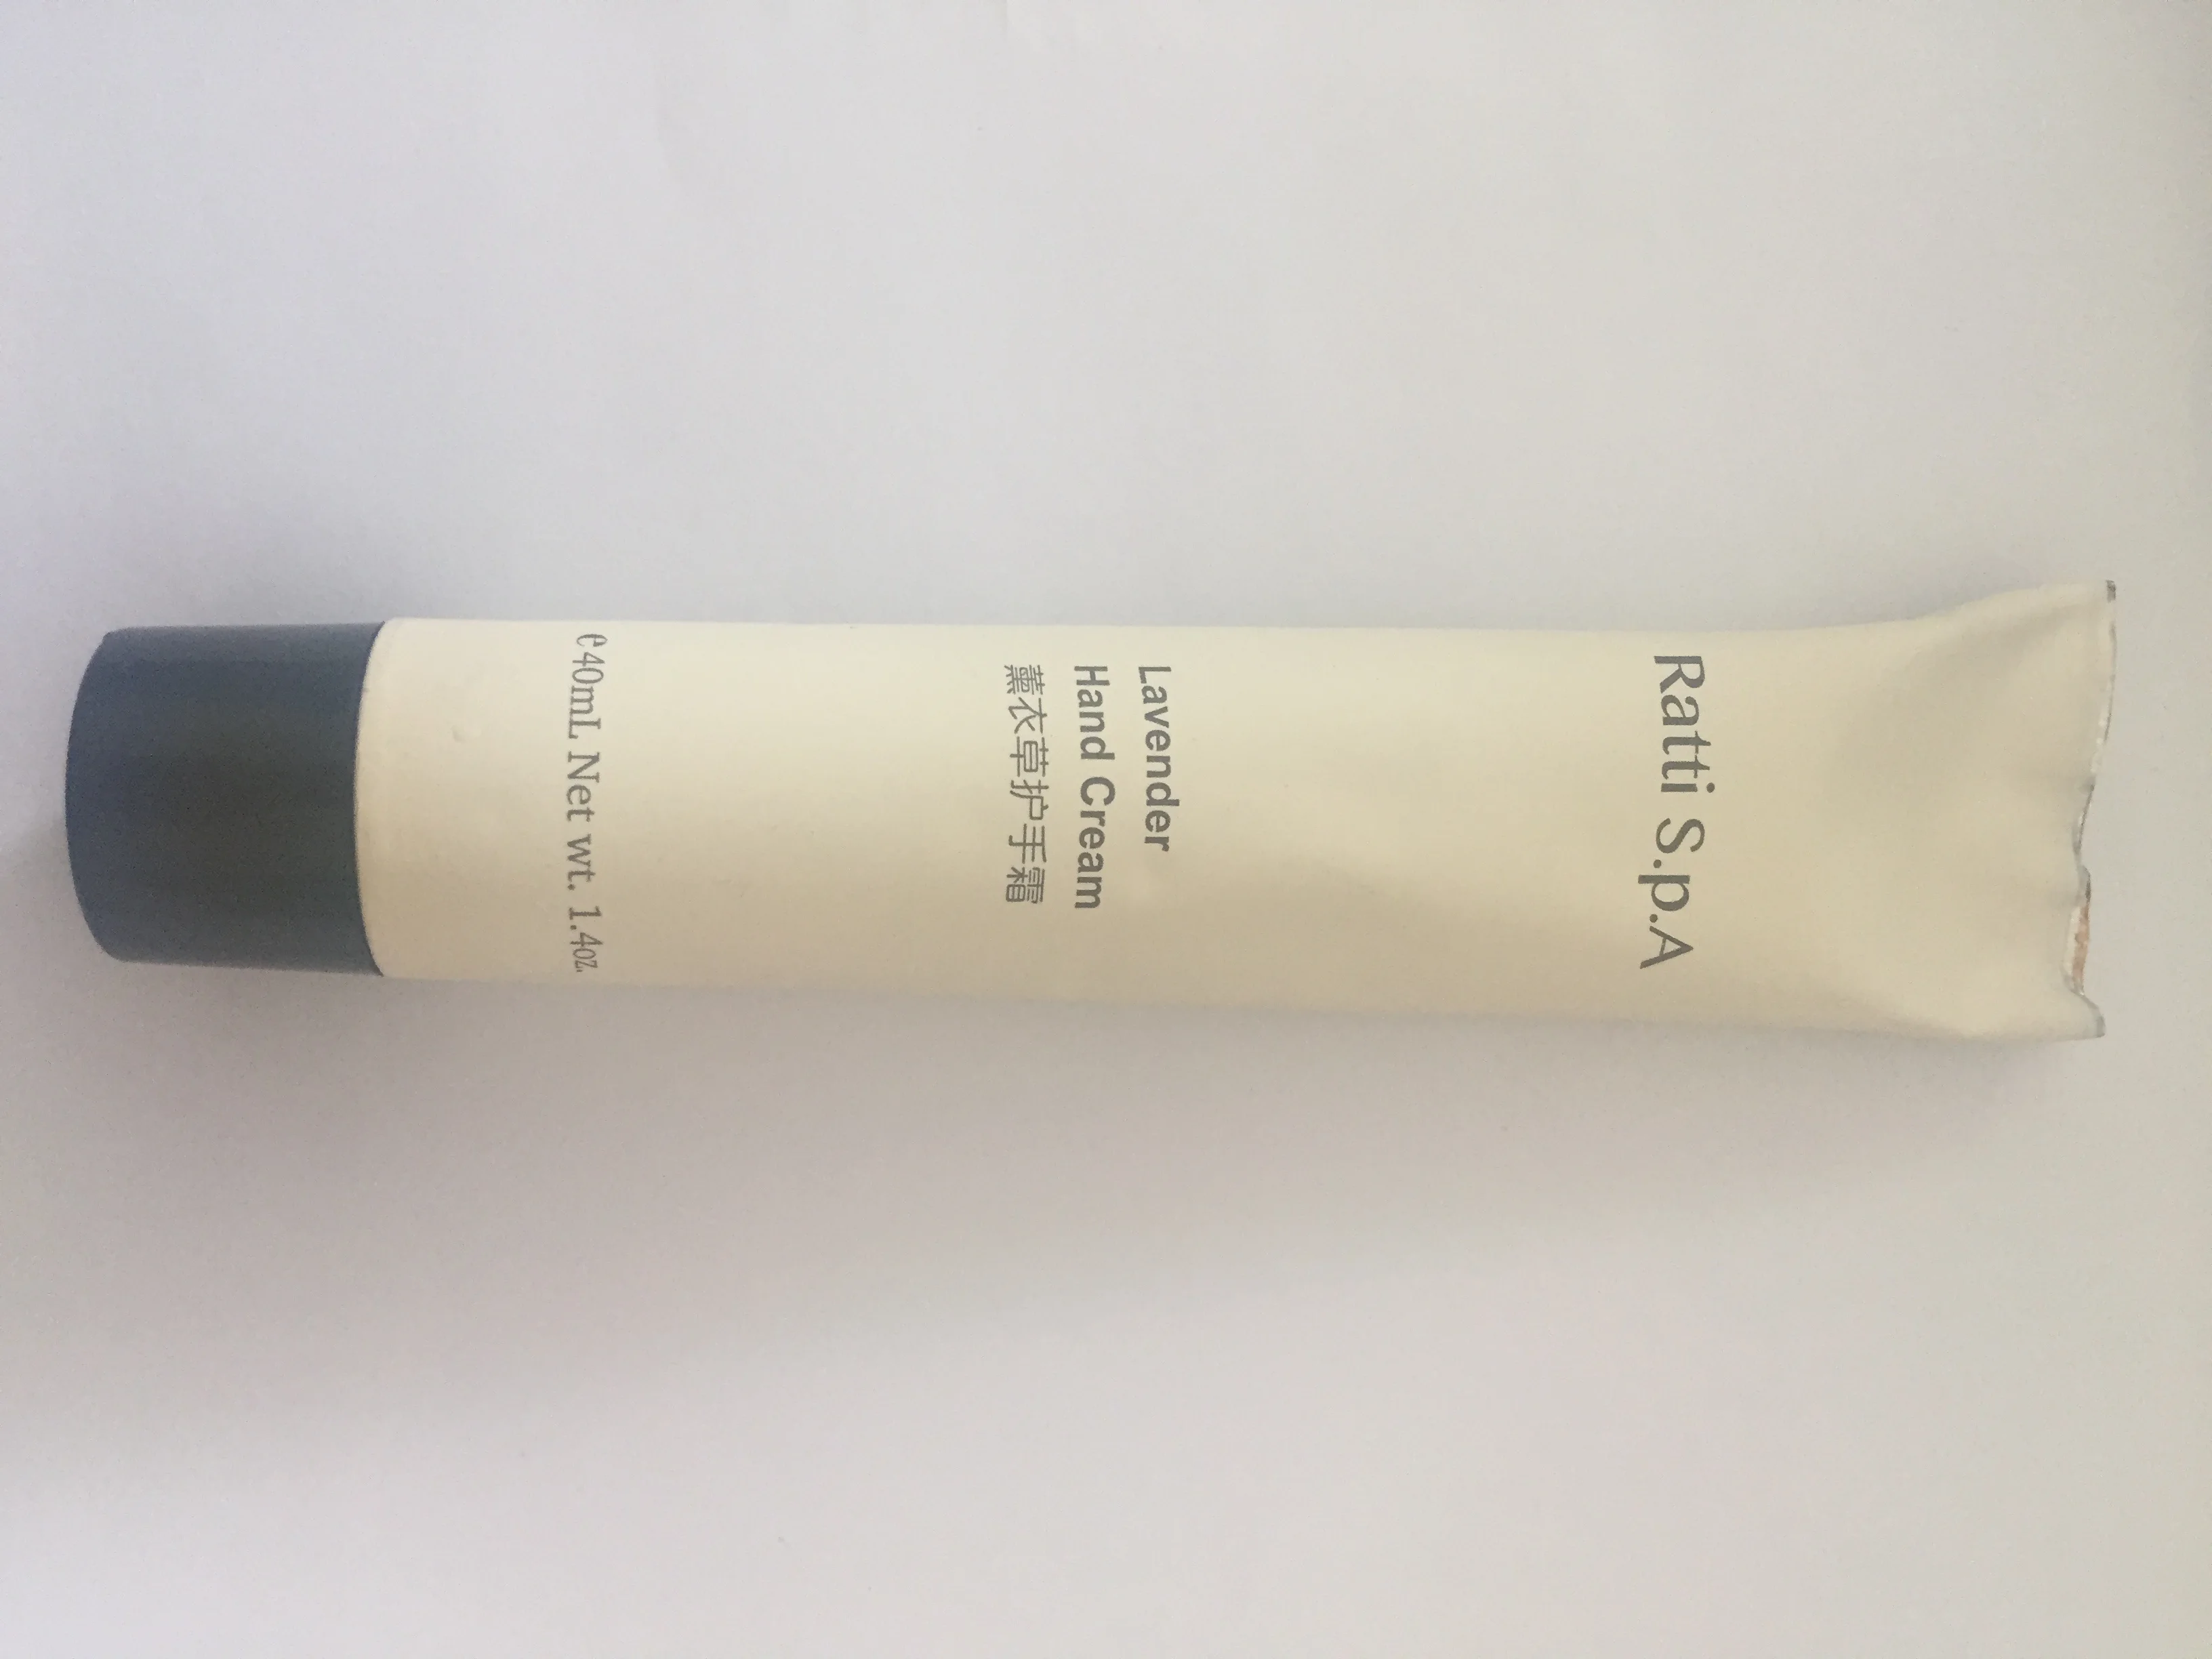 Ratti S.p.A
Lavender
Hand Cream
薰衣草护手霜
℮40mL Net wt. 1.4oz.